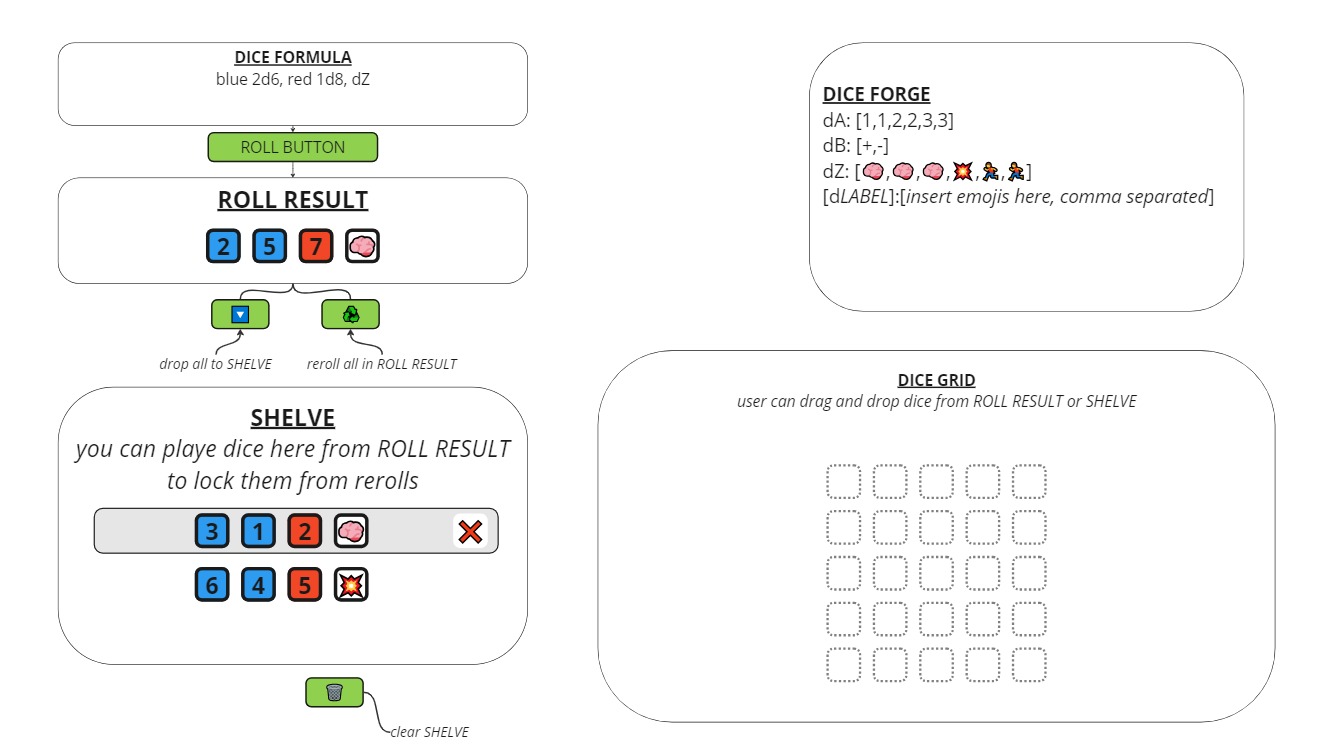 DICE FORMULA
blue 2d6, red 1d8, dZ
ROLL BUTTON
ROLL RESULT
2 5 7 🧠
drop all to SHELVE
reroll all in ROLL RESULT
SHELVE
you can playe dice here from ROLL RESULT
to lock them from rerolls
3 1 2 🧠 ❌
6 4 5 💥
clear SHELVE
DICE FORGE
dA: [1,1,2,2,3,3]
dB: [+,-]
dZ: [🧠,🧠,🧠,💥,🏃,🏃]
[dLABEL]:[insert emojis here, comma separated]
DICE GRID
user can drag and drop dice from ROLL RESULT or SHELVE